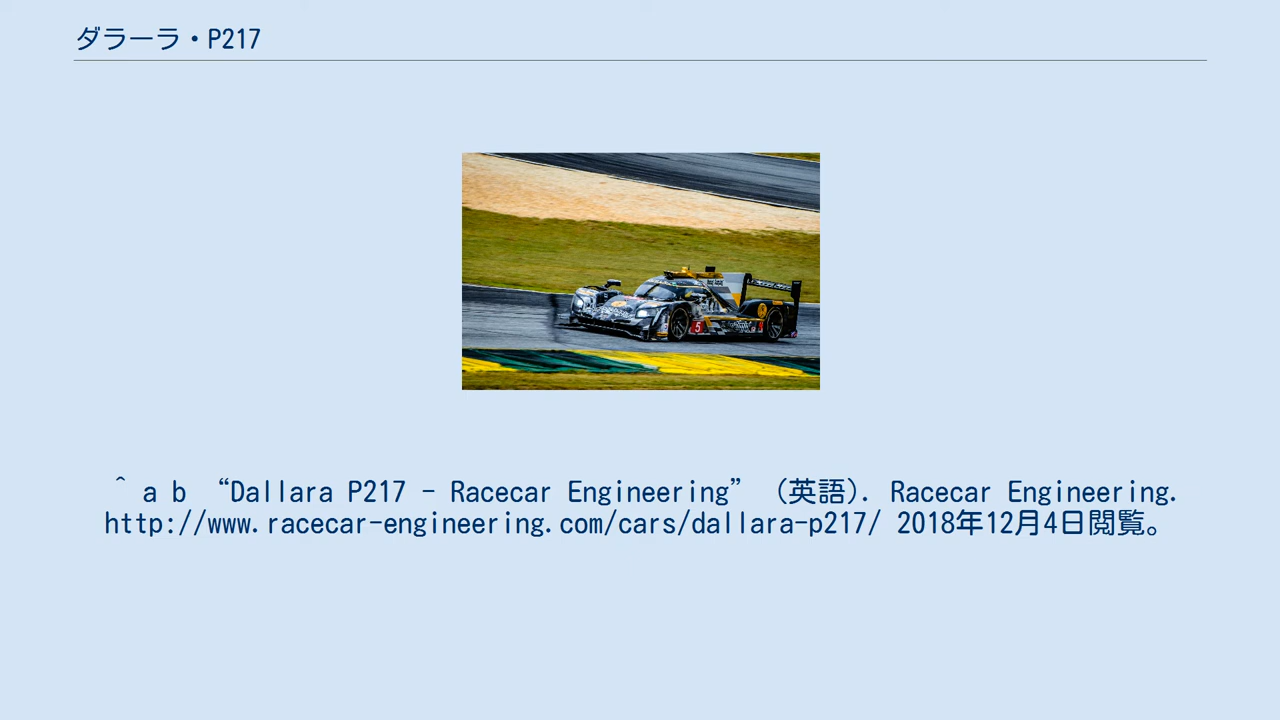 ダラーラ・P217
5
^ a b “Dallara P217 - Racecar Engineering” (英語). Racecar Engineering.
http://www.racecar-engineering.com/cars/dallara-p217/ 2018年12月4日閲覧。